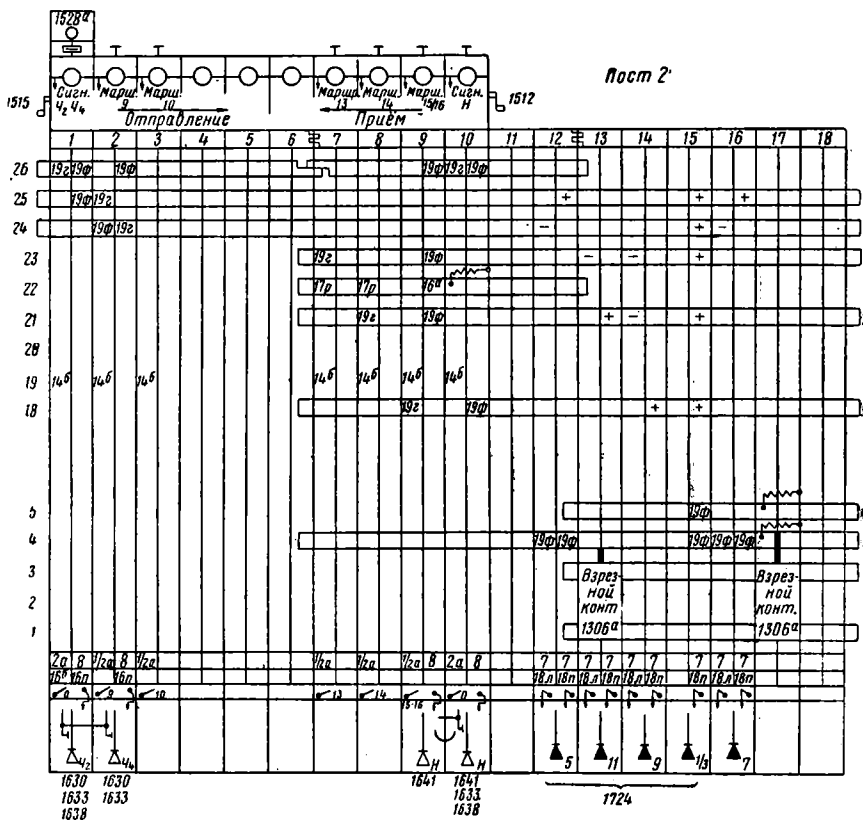 1528а
Пост 2
1515 Сигн. Марш. Марш. Маршр. Марш. Марш. Сигн. 1512
Ч2 Ч4 9 10 13 14 15/16 Н
Отправление Приём
1 2 3 4 5 6 7 8 9 10 11 12 13 14 15 16 17 18
26 19г 19ф 19ф 19ф 19г 19ф
25 19ф 19г + + +
24 19ф 19г − + −
23 19г 19ф − − +
22 17р 17р 16а
21 19г 19ф + − +
20
19 14б 14б 14б 14б 14б 14б 14б
18 19г 19ф + +
5 19ф
4 19ф 19ф 19ф 19ф 19ф
3
2 Взрезной конт Взрезной конт.
1 1306а 1306а
2а 8 1/2а 8 1/2а 1/2а 1/2а 1/2а 8 2а 8 7 7 7 7 7 7 7 7 7
16б 16п 16п 18л 18п 18л 18п 18л 18п 18п 18л 18п
0 9 10 13 14 15-16 0
Ч2 Ч4 Н Н 5 11 9 1/3 7
1630 1630 1641 1641 1724
1633 1633 1633
1638 1638